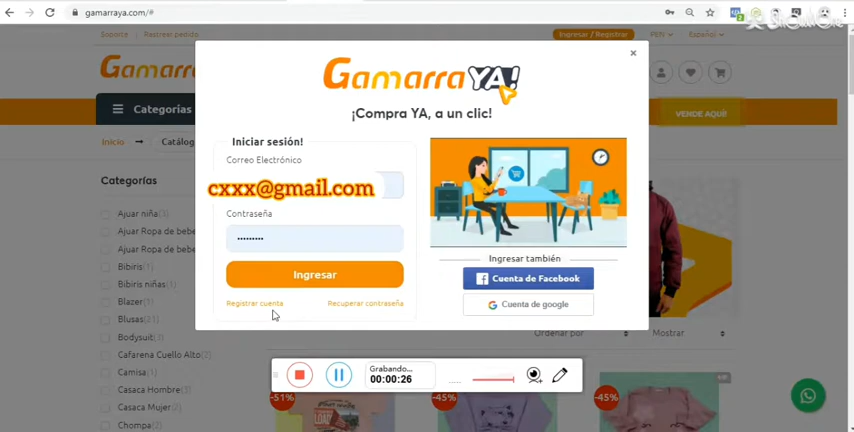 gamarraya.com/#
Soporte Rastrear pedido
Ingresar / Registrar
PEN
Español
Gamarra
GamarraYA!
¡Compra YA, a un clic!
Categorías
VENDE AQUÍ!
Inicio → Catálog
Iniciar sesión!
Correo Electrónico
cxxx@gmail.com
Contraseña
•••••••••
Ingresar
Registrar cuenta
Recuperar contraseña
Ingresar también
Cuenta de Facebook
Cuenta de google
Categorías
Ajuar niña
Ajuar Ropa de bebe
Ajuar Ropa de bebe
Bibiris(1)
Bibiris niñas(1)
Blazer(1)
Blusas(21)
Bodysuit(3)
Cafarena Cuello Alto(2)
Camisa(1)
Casaca Hombre(3)
Casaca Mujer(2)
Chompa(2)
Ordenar por
Mostrar
Grabando...
00:00:26
-51%
-45%
-45%